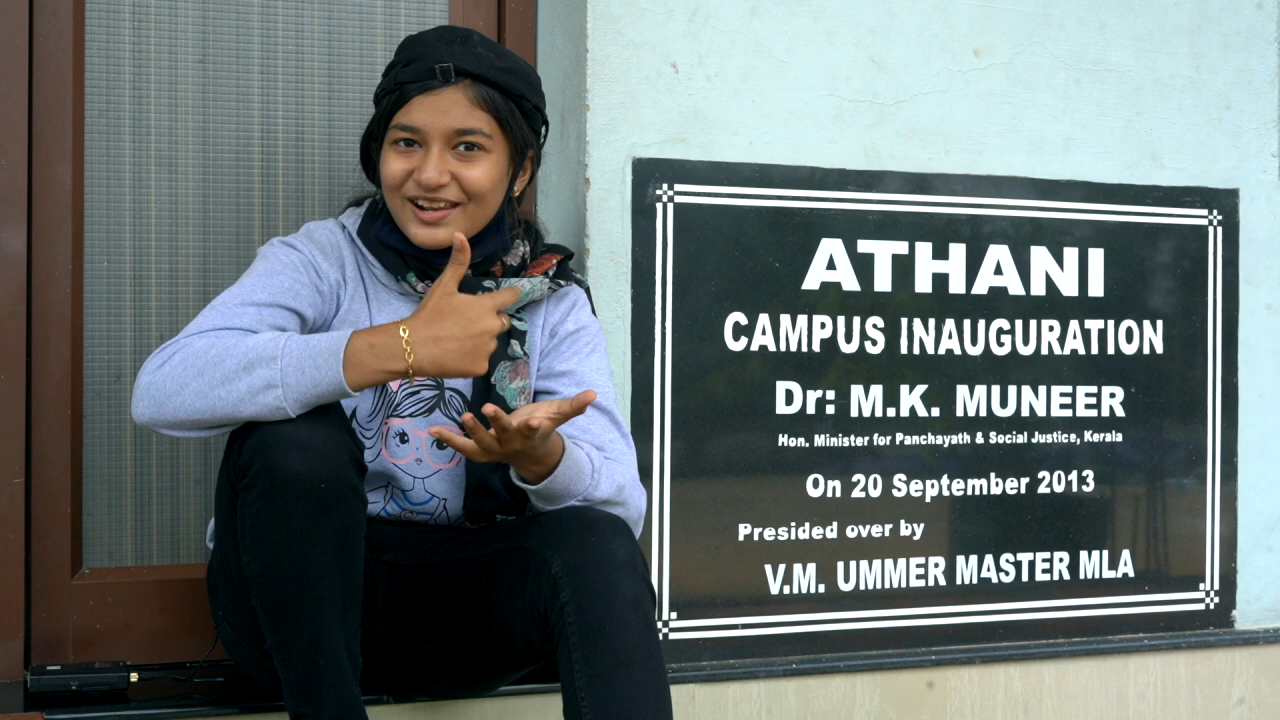 ATHANI
CAMPUS INAUGURATION
Dr: M.K. MUNEER
Hon. Minister for Panchayath & Social Justice, Kerala
On 20 September 2013
Presided over by
V.M. UMMER MASTER MLA